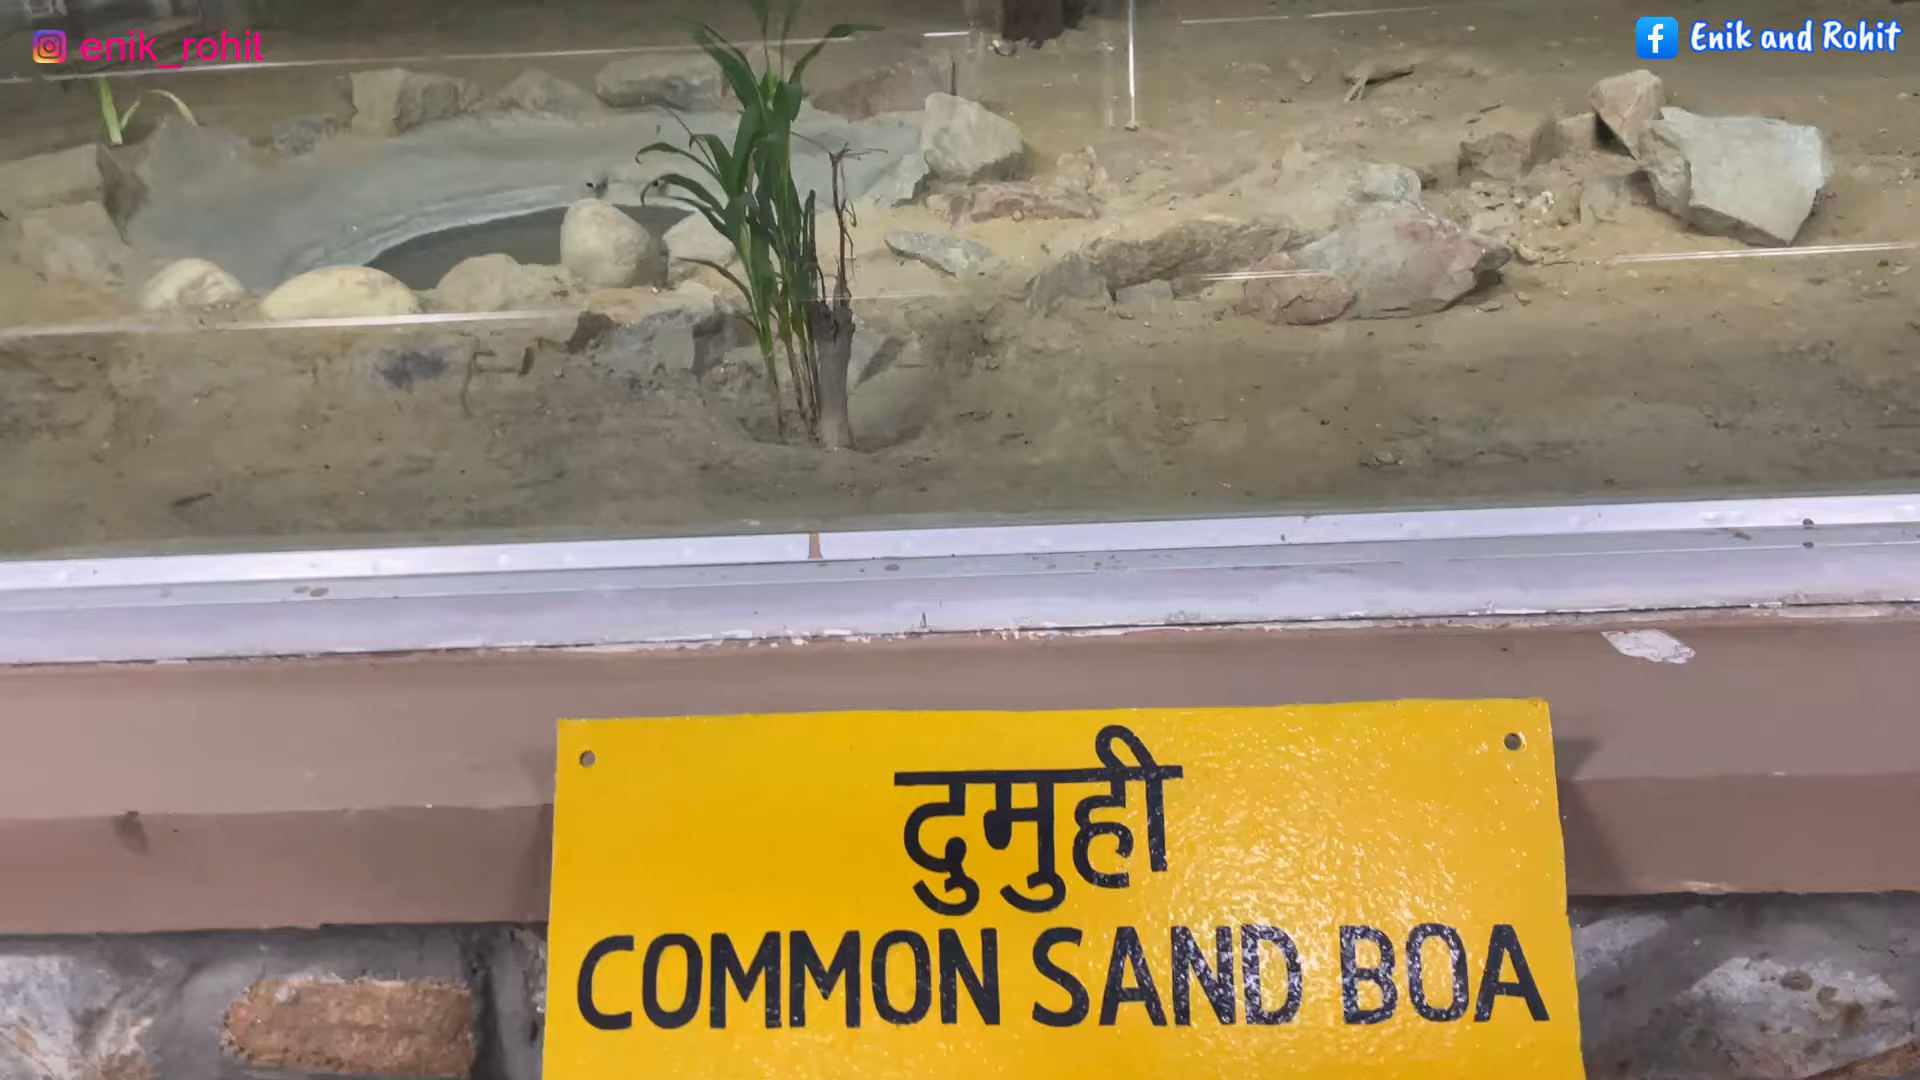 enik_rohit
Enik and Rohit
दुमुही
COMMON SAND BOA